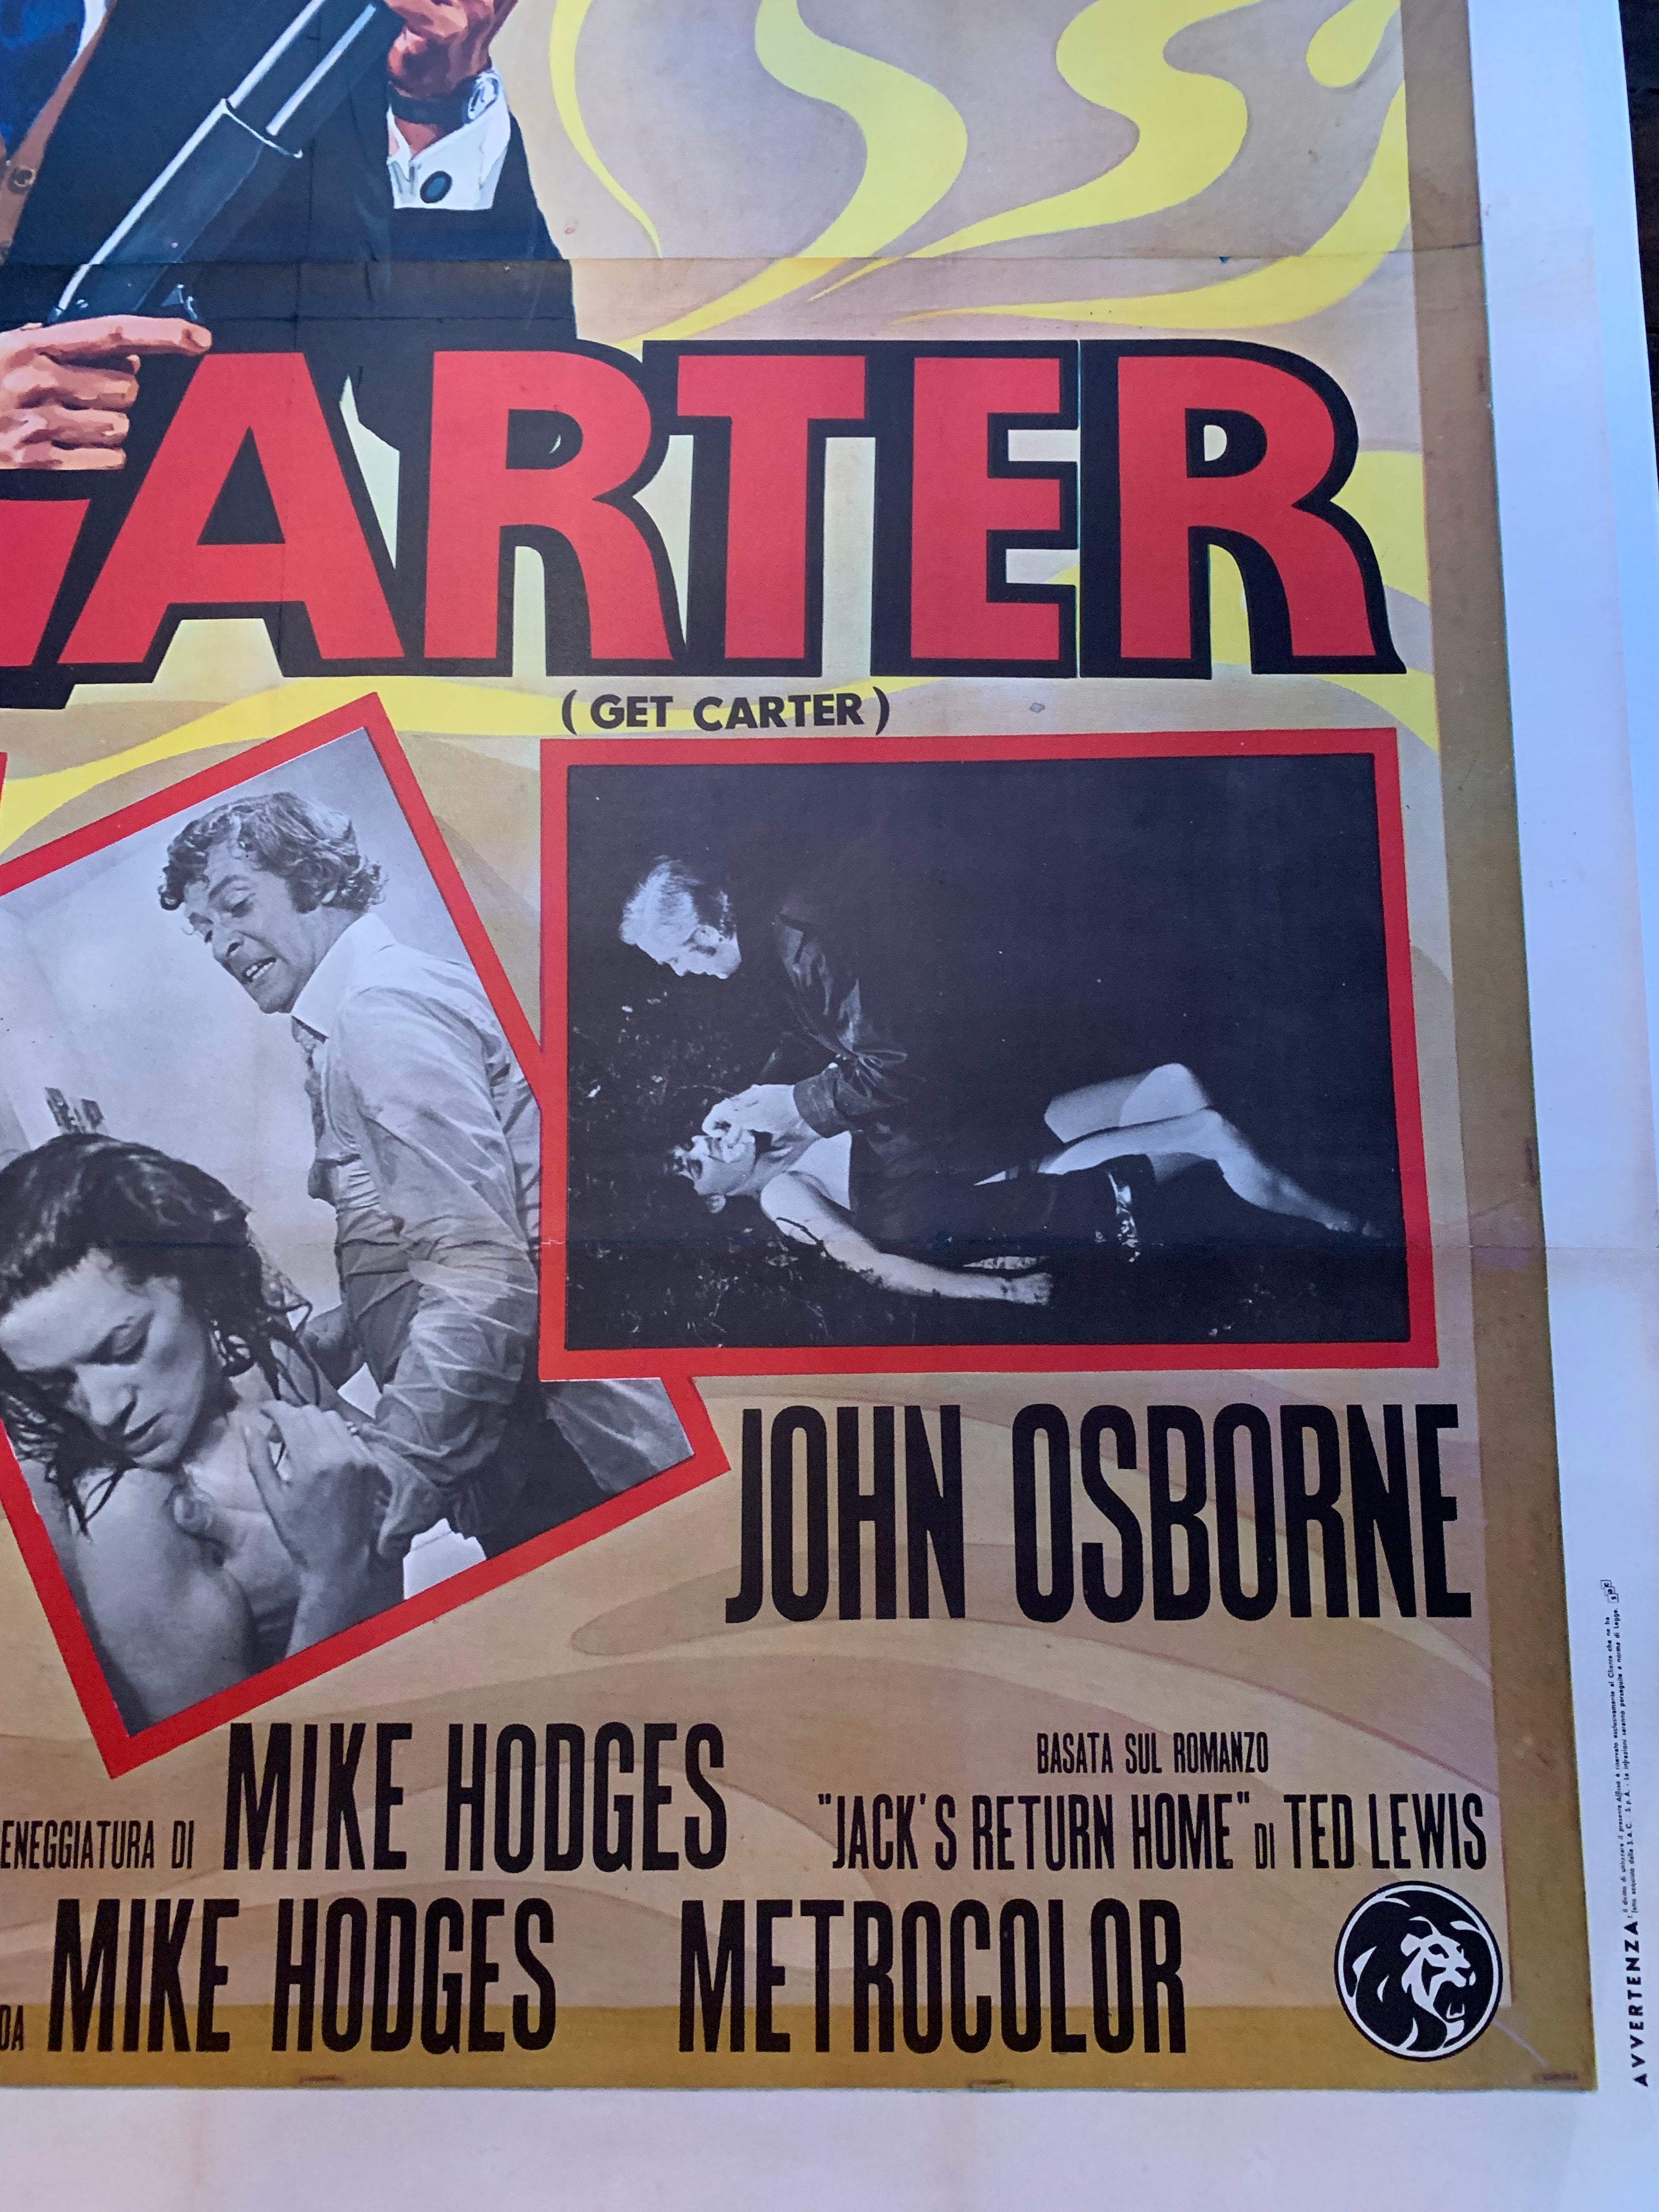 CARTER
( GET CARTER )
JOHN OSBORNE
ENEGGIATURA DI MIKE HODGES
BASATA SUL ROMANZO
"JACK'S RETURN HOME" DI TED LEWIS
DA MIKE HODGES METROCOLOR
AVVERTENZA